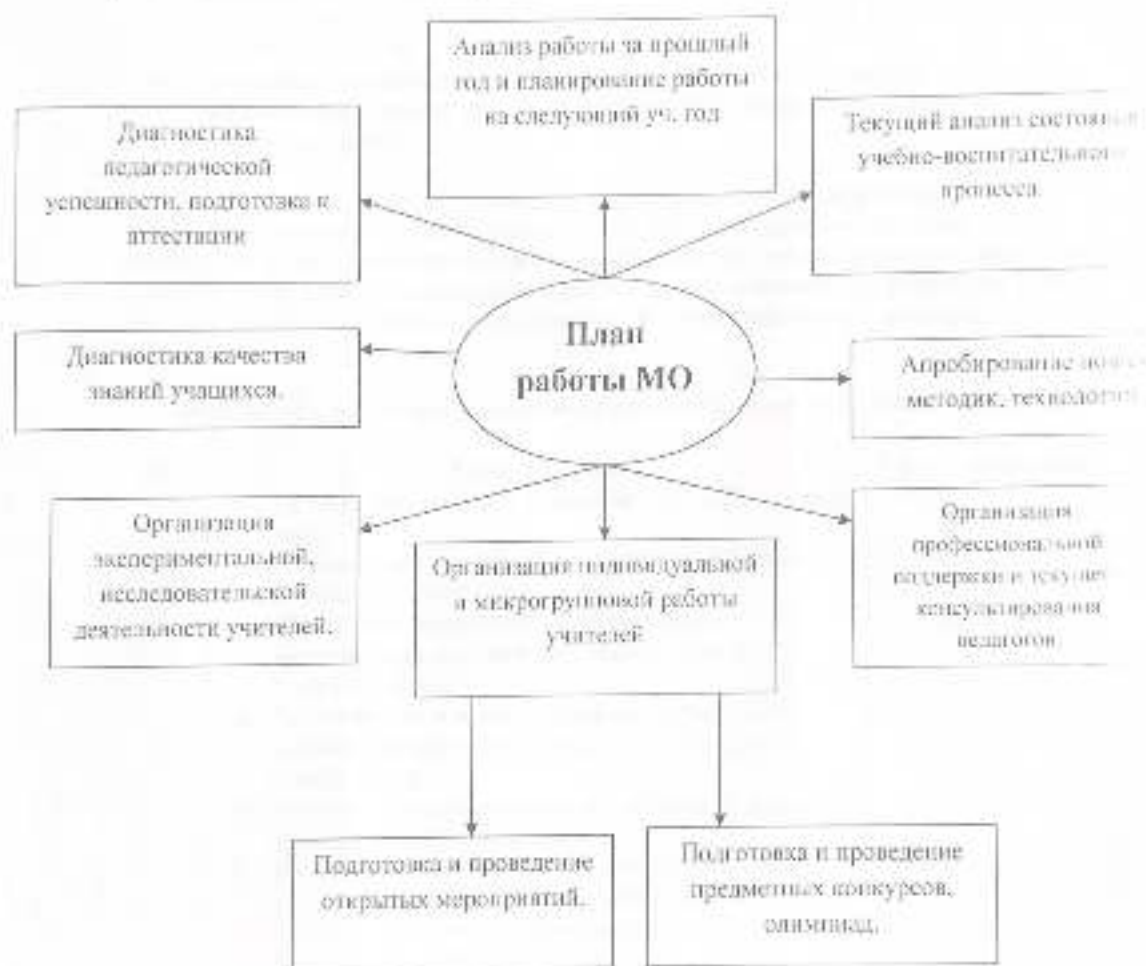 Анализ работы за прошлый
год и планирование работы
на следующий уч. год
Диагностика
педагогической
успешности, подготовка к
аттестации
Текущий анализ состояния
учебно-воспитательного
процесса
План
работы МО
Диагностика качества
знаний учащихся.
Апробирование
методик, технологий
Организация
экспериментальной,
исследовательской
деятельности учителей.
Организация индивидуальной
и микрогрупповой работы
учителей
Организация
профессиональной
поддержки и
консультирования
педагогов.
Подготовка и проведение
открытых мероприятий.
Подготовка и проведение
предметных конкурсов,
олимпиад.